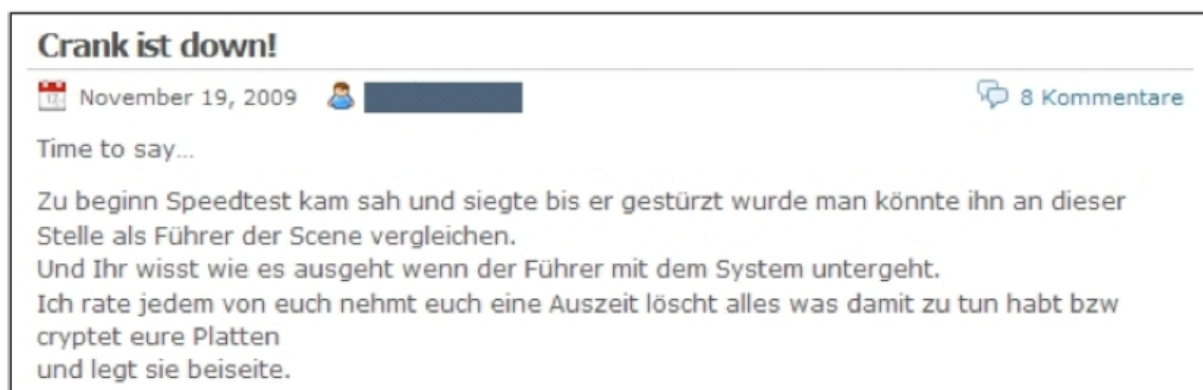 Crank ist down!
November 19, 2009 8 Kommentare
Time to say...
Zu beginn Speedtest kam sah und siegte bis er gestürzt wurde man könnte ihn an dieser
Stelle als Führer der Scene vergleichen.
Und Ihr wisst wie es ausgeht wenn der Führer mit dem System untergeht.
Ich rate jedem von euch nehmt euch eine Auszeit löscht alles was damit zu tun habt bzw
cryptet eure Platten
und legt sie beiseite.